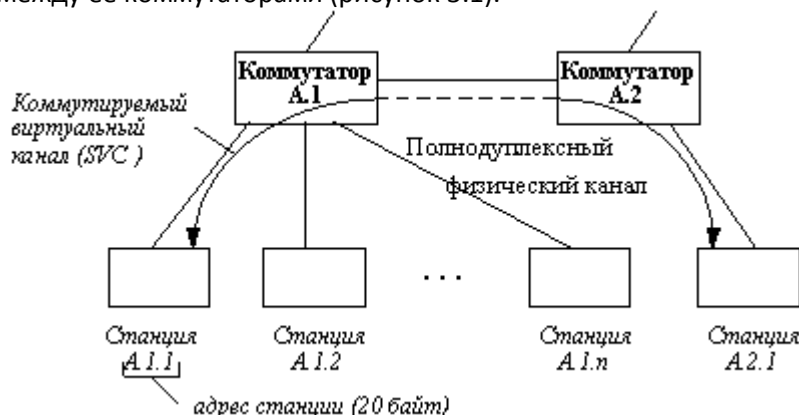 между ее коммутаторами (рисунок 3.1).
Коммутатор
А.1
Коммутатор
А.2
Коммутируемый
виртуальный
канал (SVC )
Полнодуплексный
физический канал
. . .
Станция
А.1.1
Станция
А.1.2
Станция
А.1.n
Станция
А.2.1
адрес станции (20 байт)